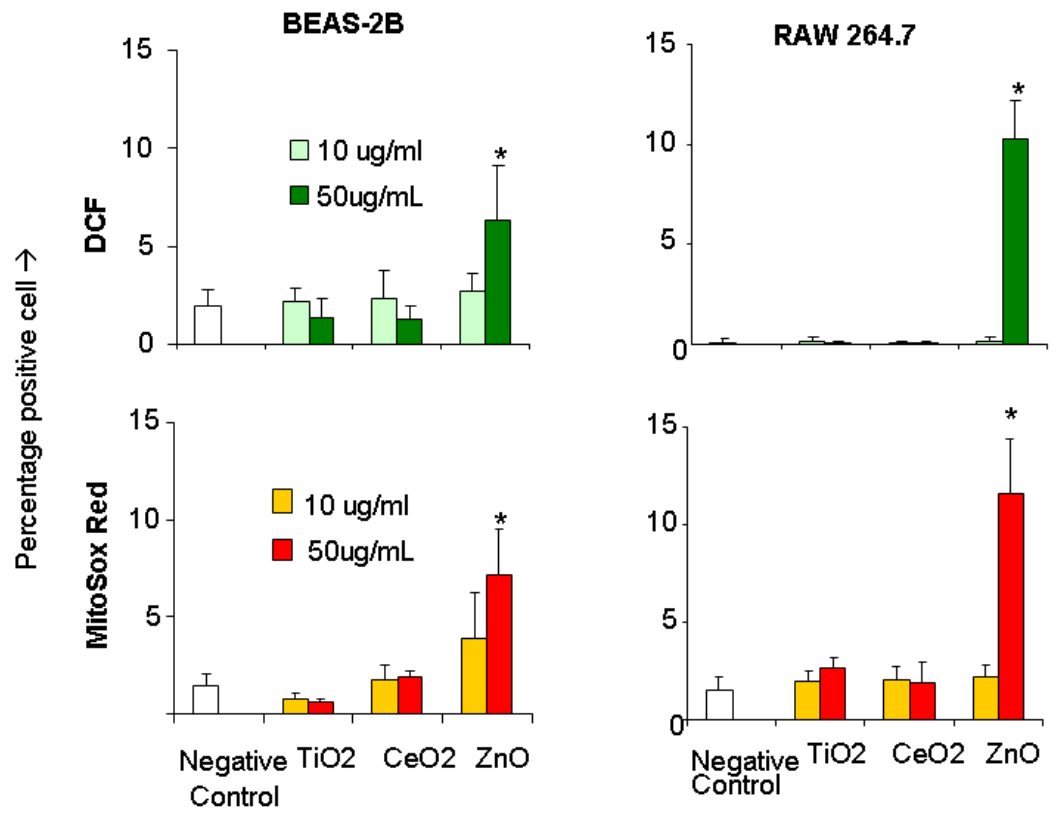 BEAS-2B
RAW 264.7
Percentage positive cell →
DCF
15
10
5
0
10 ug/ml
50ug/mL
*
15
10
5
0
*
MitoSox Red
15
10
5
10 ug/ml
50ug/mL
*
15
10
5
0
*
Negative Control
TiO2
CeO2
ZnO
Negative Control
TiO2
CeO2
ZnO